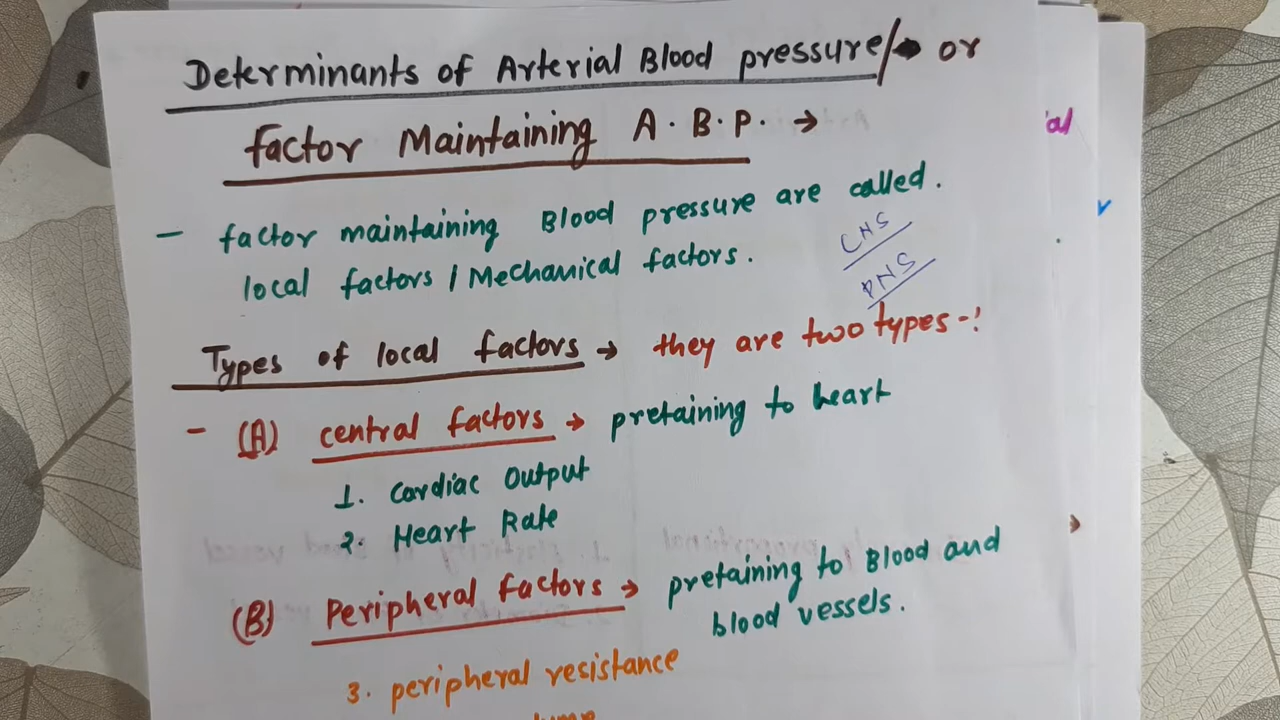 Determinants of Arterial Blood pressure/→ or
factor Maintaining A.B.P. →
- factor maintaining Blood pressure are called.
local factors / Mechanical factors.
CNS
PNS
Types of local factors → they are two types -:
- (A) central factors → pretaining to heart
1. Cardiac Output
2. Heart Rate
(B) Peripheral factors → pretaining to Blood and
blood vessels.
3. peripheral resistance